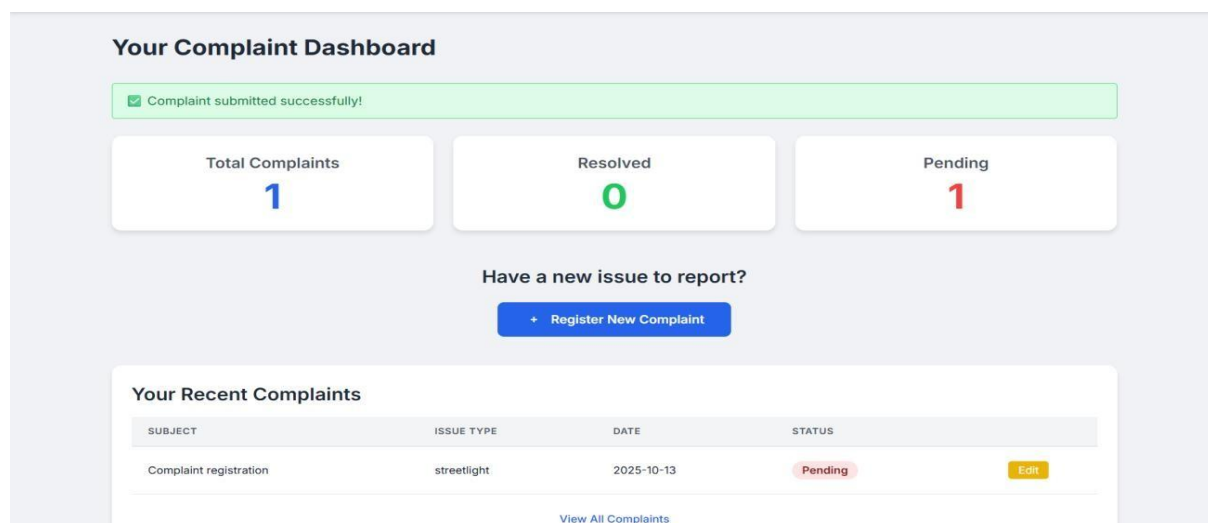 Your Complaint Dashboard
✅ Complaint submitted successfully!
Total Complaints
1
Resolved
0
Pending
1
Have a new issue to report?
+ Register New Complaint
Your Recent Complaints
SUBJECT ISSUE TYPE DATE STATUS
Complaint registration streetlight 2025-10-13 Pending Edit
View All Complaints